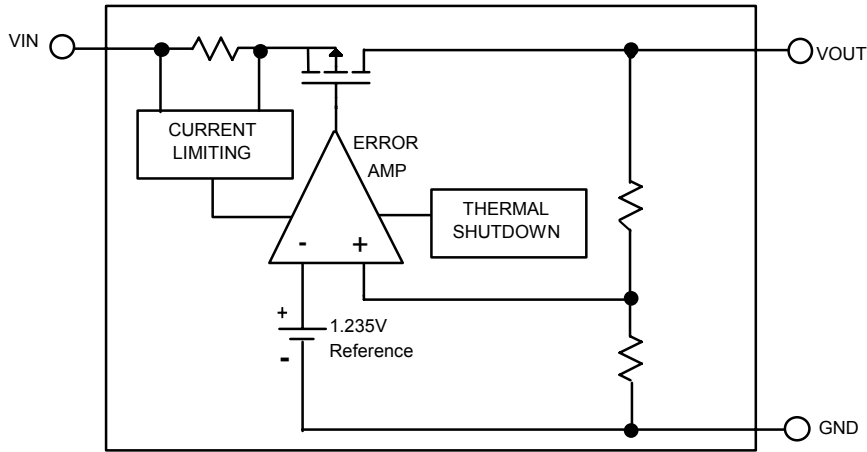 VIN
VOUT
CURRENT
LIMITING
ERROR
AMP
THERMAL
SHUTDOWN
- +
+
1.235V
Reference
-
GND